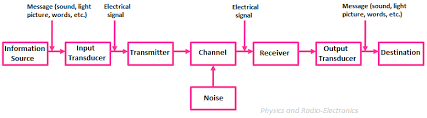 Message (sound, light
picture, words, etc.)
Electrical
signal
Electrical
signal
Message (sound, light
picture, words, etc.)
Information
Source
Input
Transducer
Transmitter
Channel
Receiver
Output
Transducer
Destination
Noise
Physics and Radio-Electronics